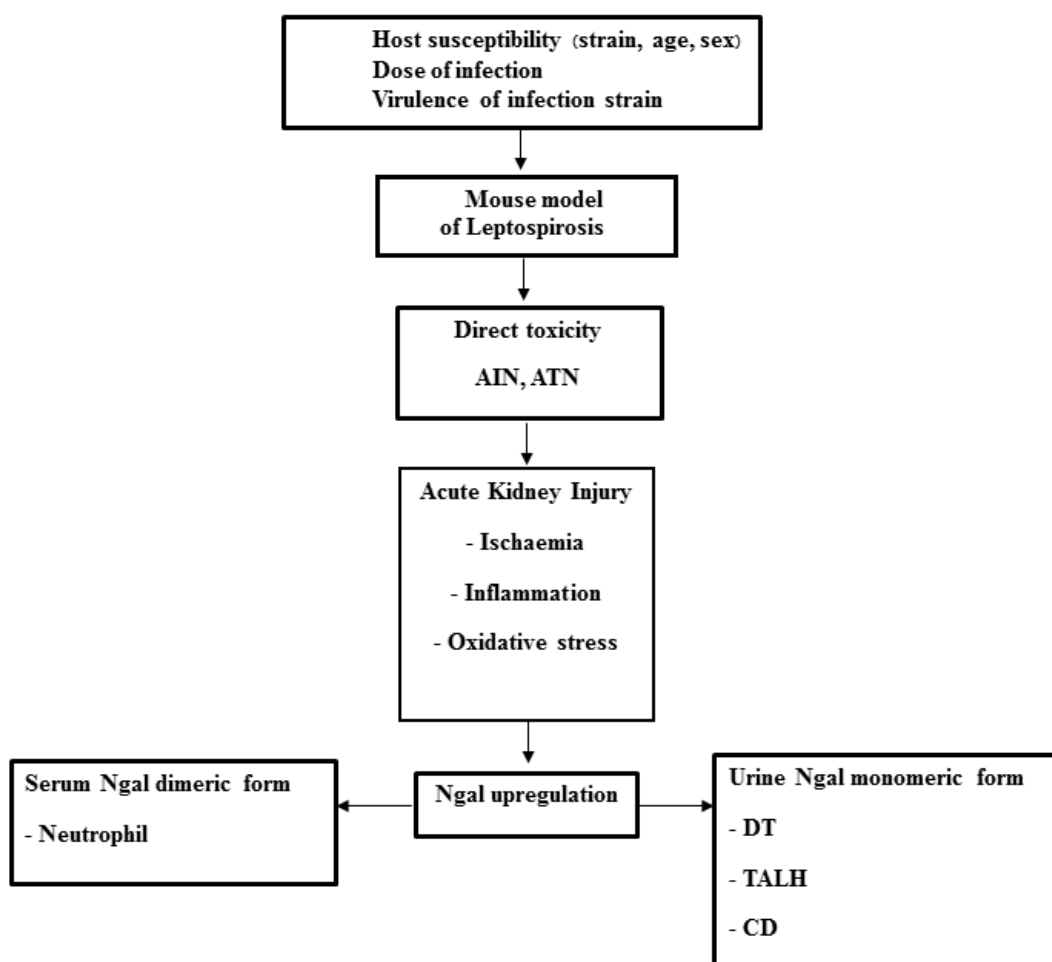 Host susceptibility (strain, age, sex)
Dose of infection
Virulence of infection strain
Mouse model
of Leptospirosis
Direct toxicity
AIN, ATN
Acute Kidney Injury
- Ischaemia
- Inflammation
- Oxidative stress
Serum Ngal dimeric form
- Neutrophil
Ngal upregulation
Urine Ngal monomeric form
- DT
- TALH
- CD